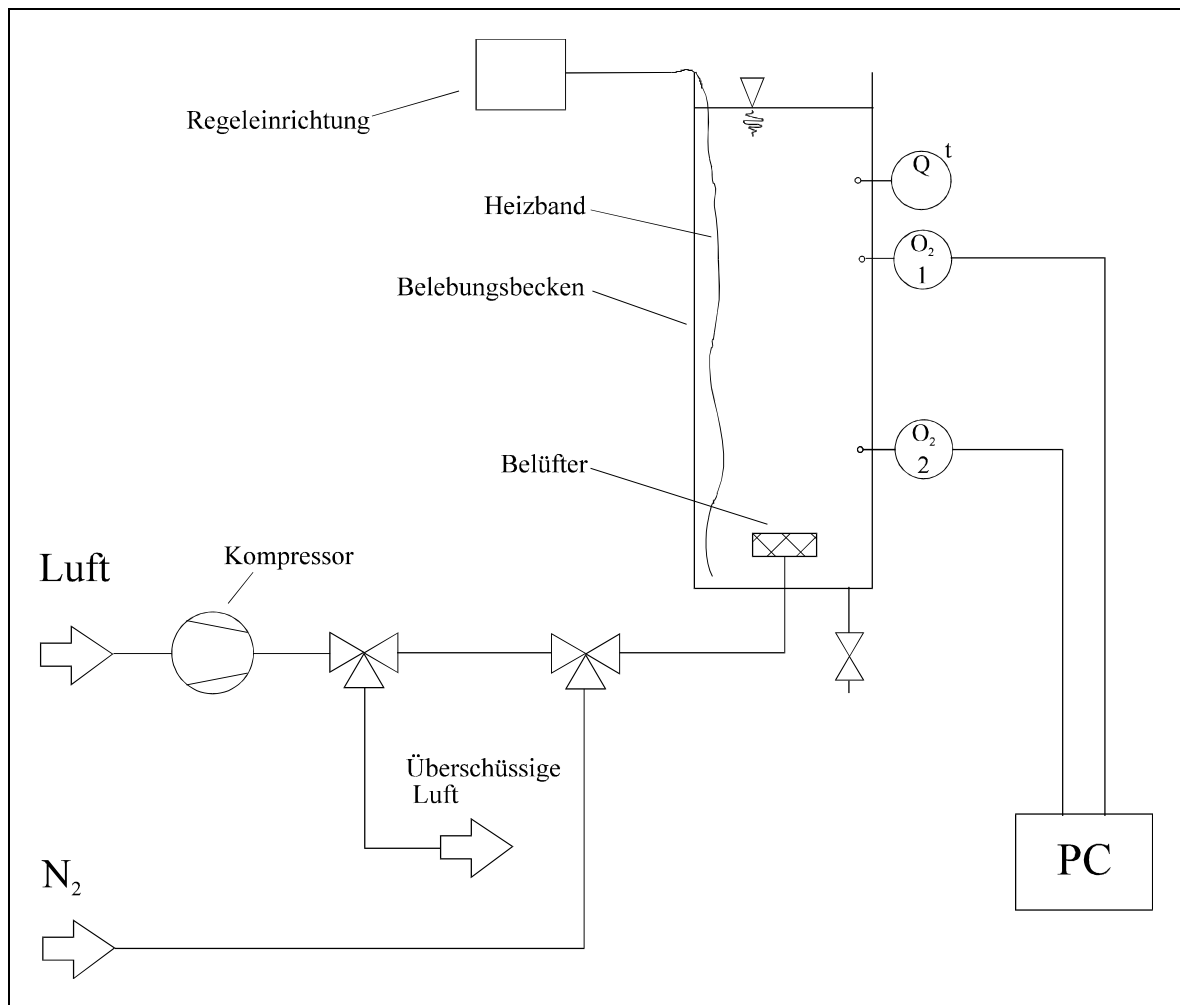 Regeleinrichtung
Q t
Heizband
O₂
1
Belebungsbecken
O₂
2
Belüfter
Kompressor
Luft
Überschüssige
Luft
PC
N₂